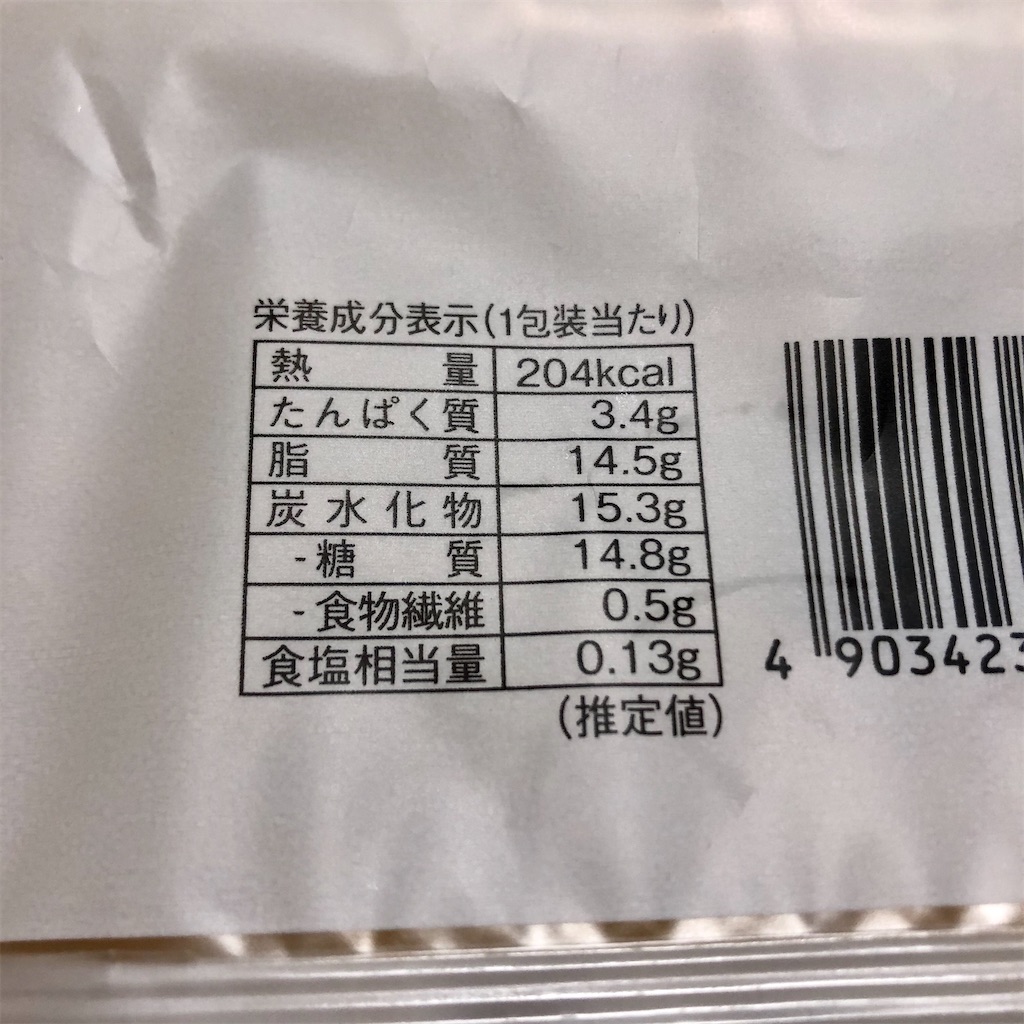 栄養成分表示(1包装当たり)
熱量 204kcal
たんぱく質 3.4g
脂質 14.5g
炭水化物 15.3g
-糖質 14.8g
-食物繊維 0.5g
食塩相当量 0.13g
(推定値)
4 903423